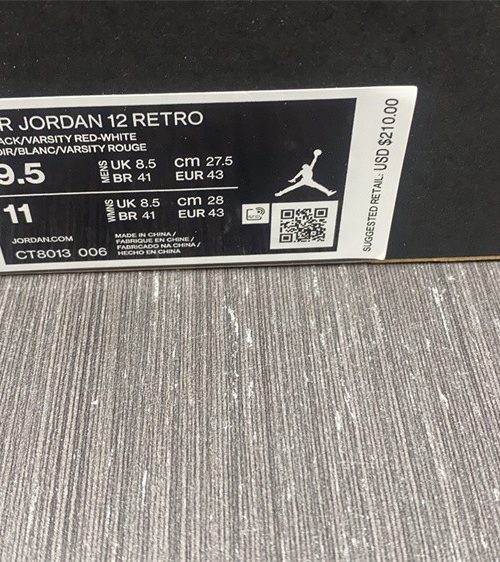 R JORDAN 12 RETRO
ACK/VARSITY RED-WHITE
OIR/BLANC/VARSITY ROUGE
9.5 MENS UK 8.5 cm 27.5
BR 41 EUR 43
11 WMNS UK 8.5 cm 28
BR 41 EUR 43
JORDAN.COM
CT8013 006
MADE IN CHINA /
FABRIQUE EN CHINE /
FABRICADO NA CHINA /
HECHO EN CHINA
SUGGESTED RETAIL: USD $210.00